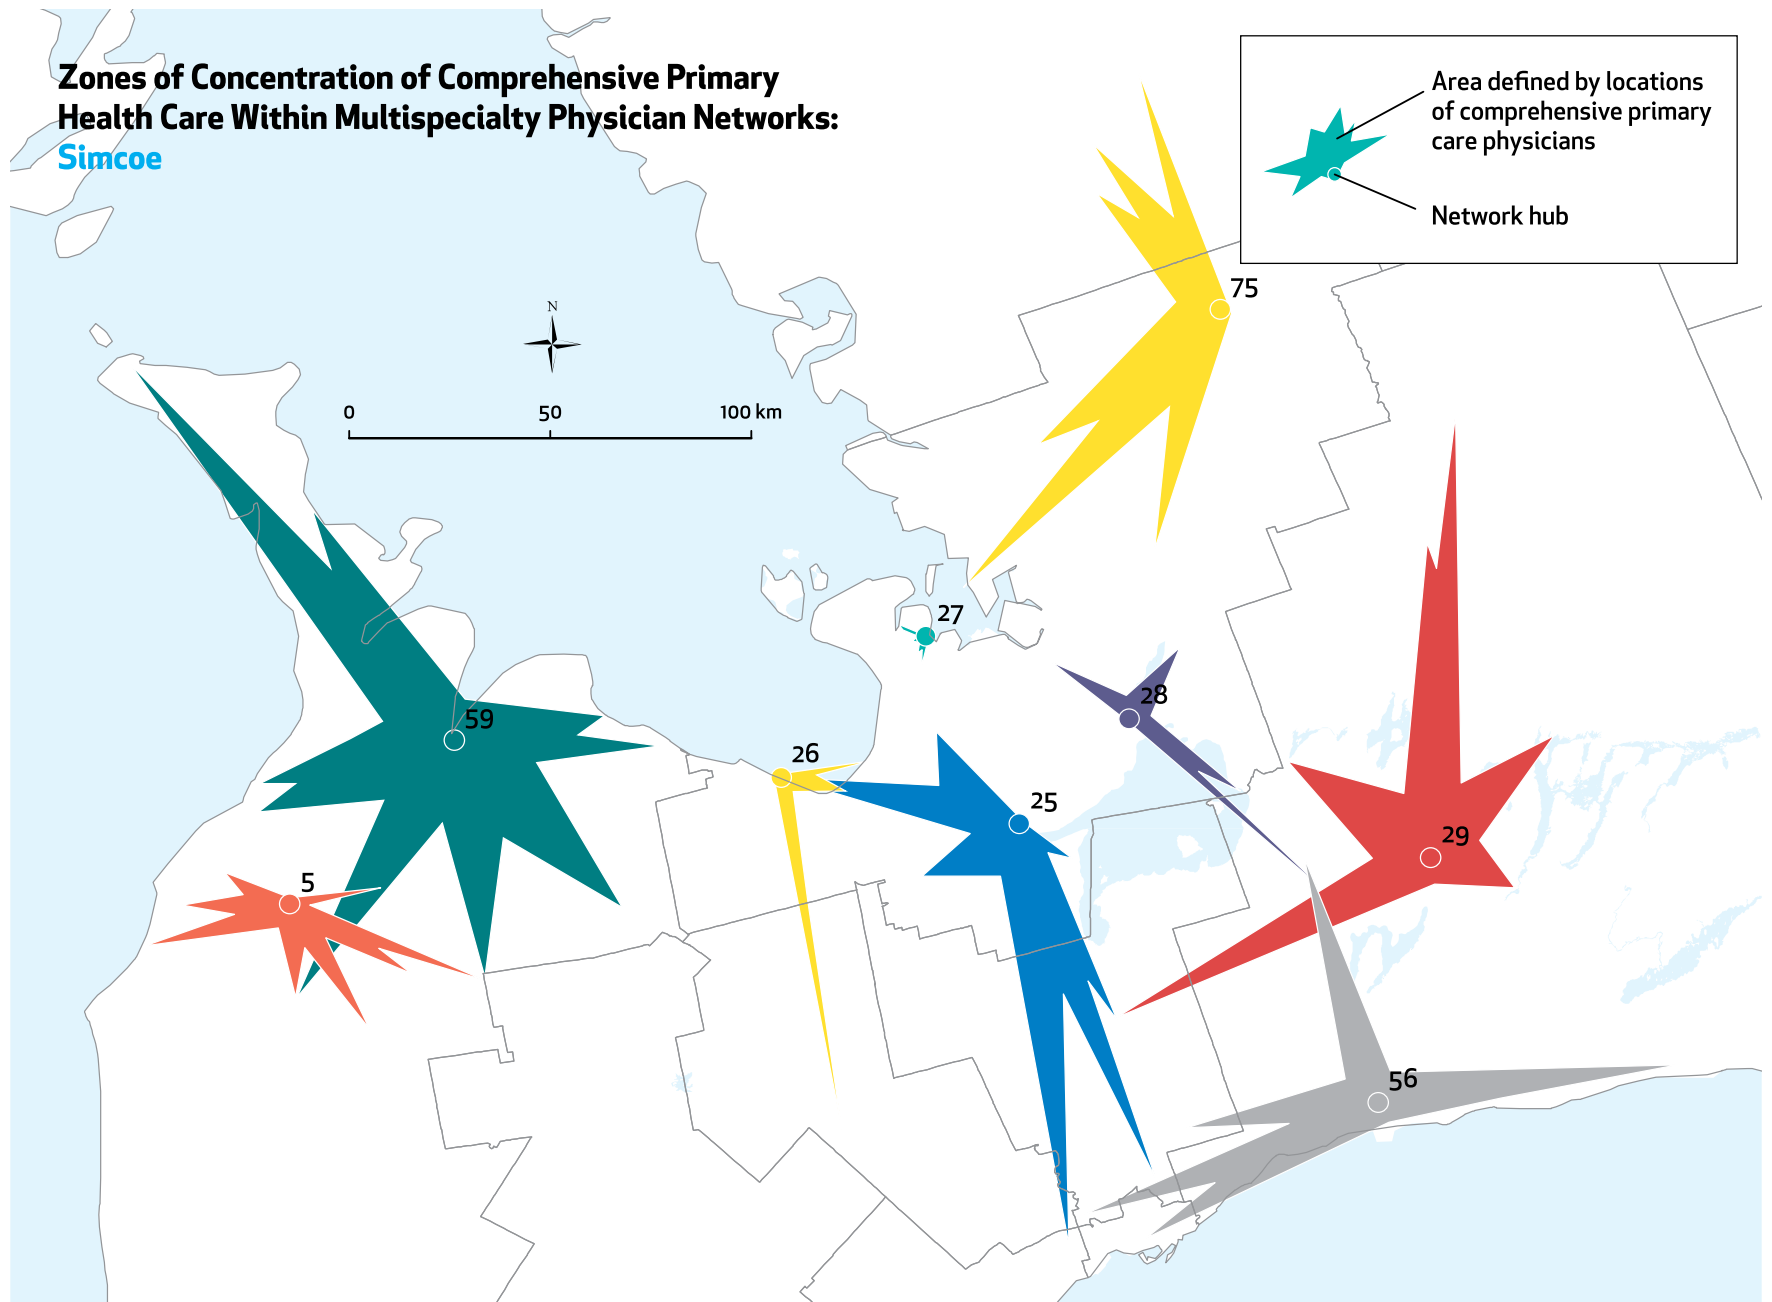 Zones of Concentration of Comprehensive Primary
Health Care Within Multispecialty Physician Networks:
Simcoe
Area defined by locations
of comprehensive primary
care physicians
Network hub
75
N
0 50 100 km
27
28
59
26
25
29
5
56